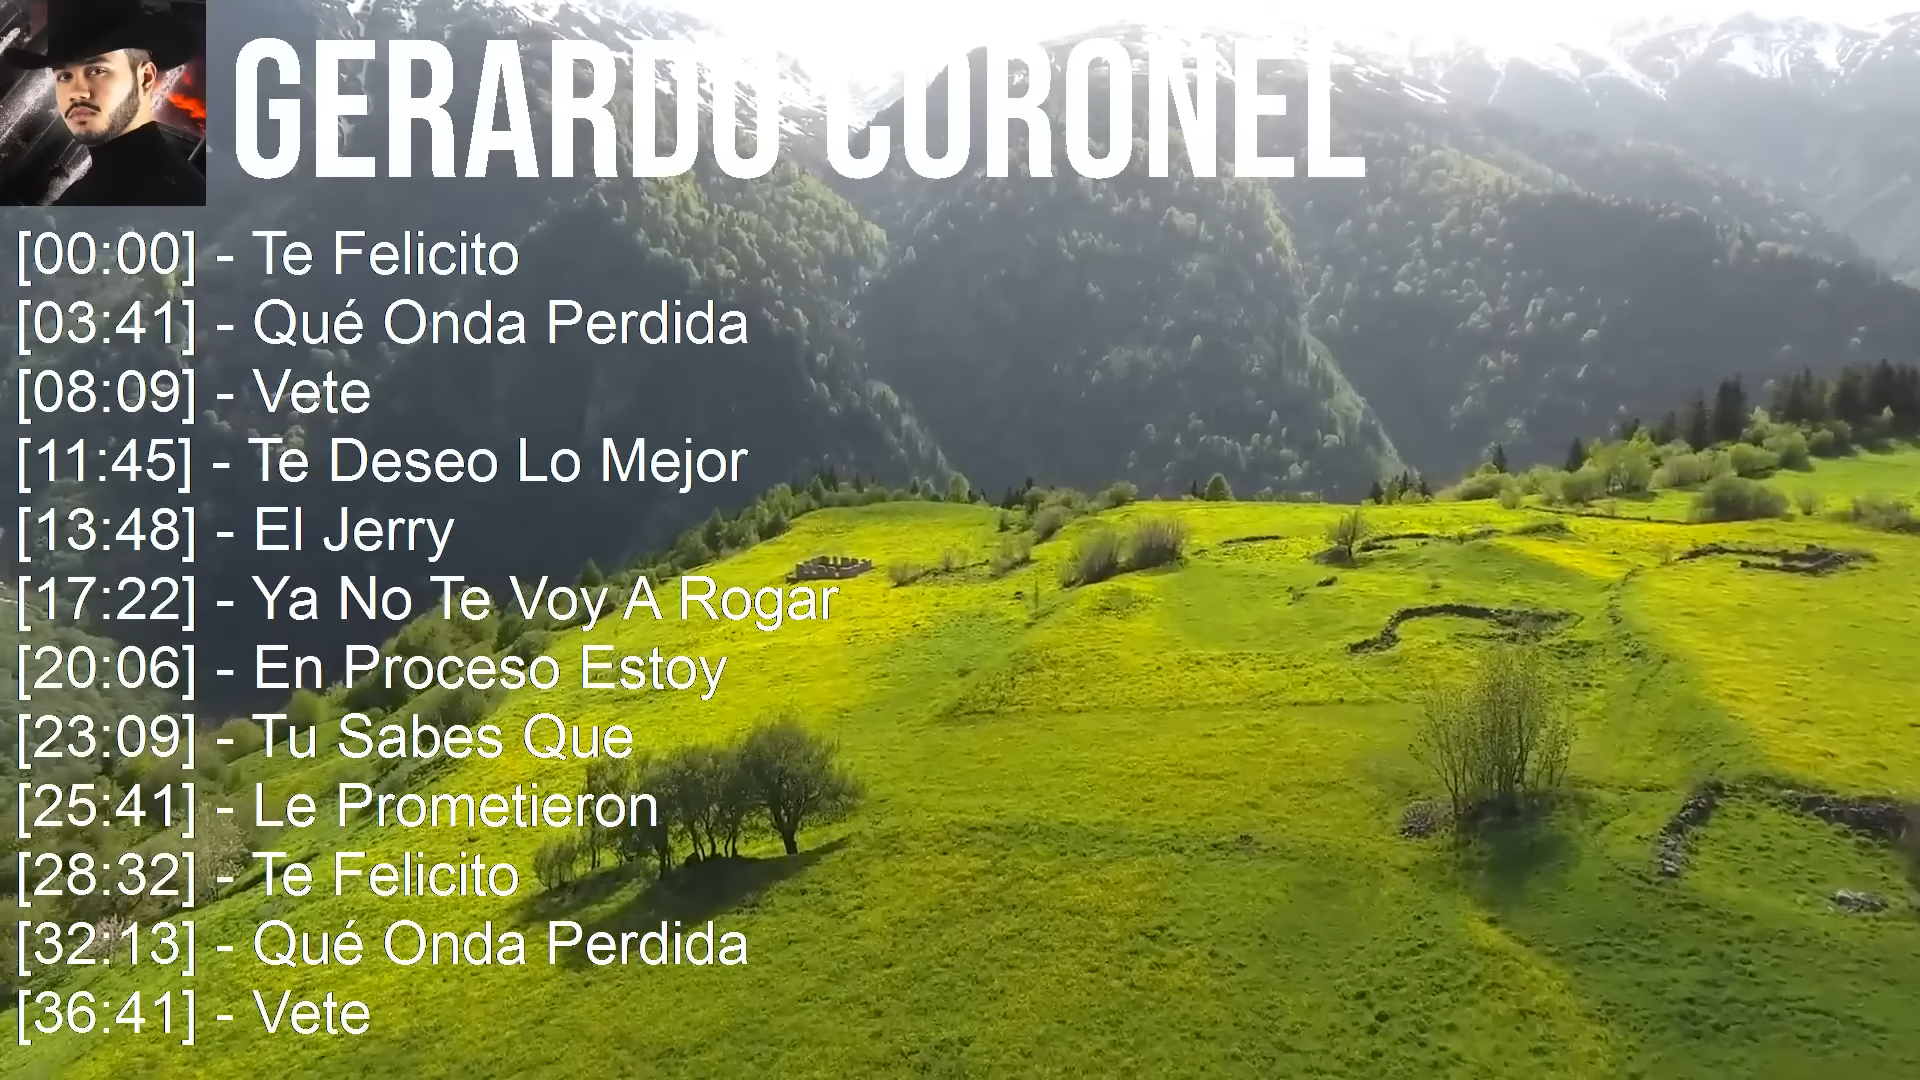 GERARDO CORONEL
[00:00] - Te Felicito
[03:41] - Qué Onda Perdida
[08:09] - Vete
[11:45] - Te Deseo Lo Mejor
[13:48] - El Jerry
[17:22] - Ya No Te Voy A Rogar
[20:06] - En Proceso Estoy
[23:09] - Tu Sabes Que
[25:41] - Le Prometieron
[28:32] - Te Felicito
[32:13] - Qué Onda Perdida
[36:41] - Vete